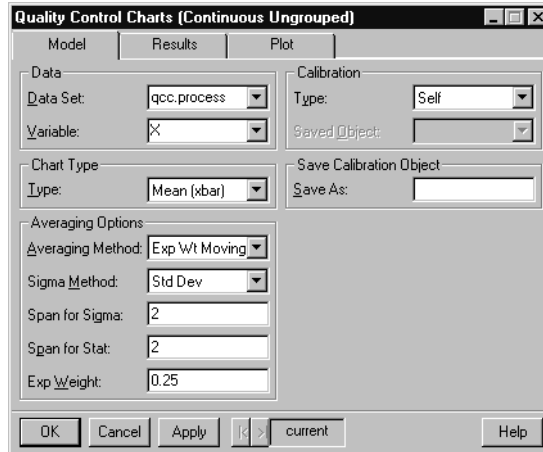 Quality Control Charts (Continuous Ungrouped)
Model Results Plot
Data
Data Set: qcc.process
Variable: X
Chart Type
Type: Mean (xbar)
Averaging Options
Averaging Method: Exp Wt Moving
Sigma Method: Std Dev
Span for Sigma: 2
Span for Stat: 2
Exp Weight: 0.25
Calibration
Type: Self
Saved Object:
Save Calibration Object
Save As:
OK Cancel Apply current Help